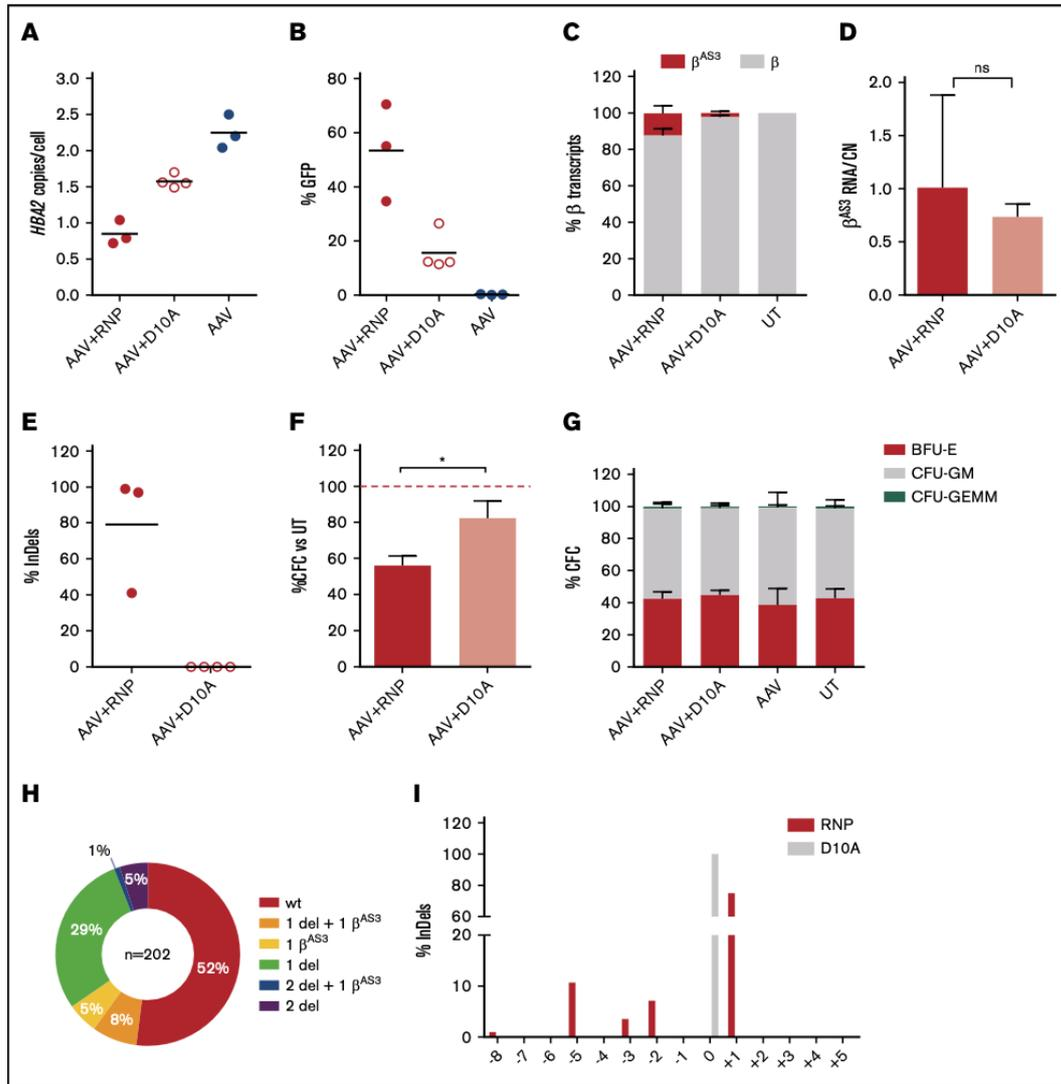 A
HBA2 copies/cell
3.0
2.5
2.0
1.5
1.0
0.5
0.0
AAV+RNP
AAV+D10A
AAV
B
% GFP
80
60
40
20
0
AAV+RNP
AAV+D10A
AAV
C
β^AS3
β
% β transcripts
120
100
80
60
40
20
0
AAV+RNP
AAV+D10A
UT
D
ns
β^AS3 RNA/CN
2.0
1.5
1.0
0.5
0.0
AAV+RNP
AAV+D10A
E
% InDels
120
100
80
60
40
20
0
AAV+RNP
AAV+D10A
F
*
%CFC vs UT
120
100
80
60
40
20
0
AAV+RNP
AAV+D10A
G
BFU-E
CFU-GM
CFU-GEMM
% CFC
120
100
80
60
40
20
0
AAV+RNP
AAV+D10A
AAV
UT
H
1%
5%
29%
n=202
52%
5%
8%
wt
1 del + 1 β^AS3
1 β^AS3
1 del
2 del + 1 β^AS3
2 del
I
RNP
D10A
% InDels
120
100
80
60
20
10
0
-8
-7
-6
-5
-4
-3
-2
-1
0
+1
+2
+3
+4
+5